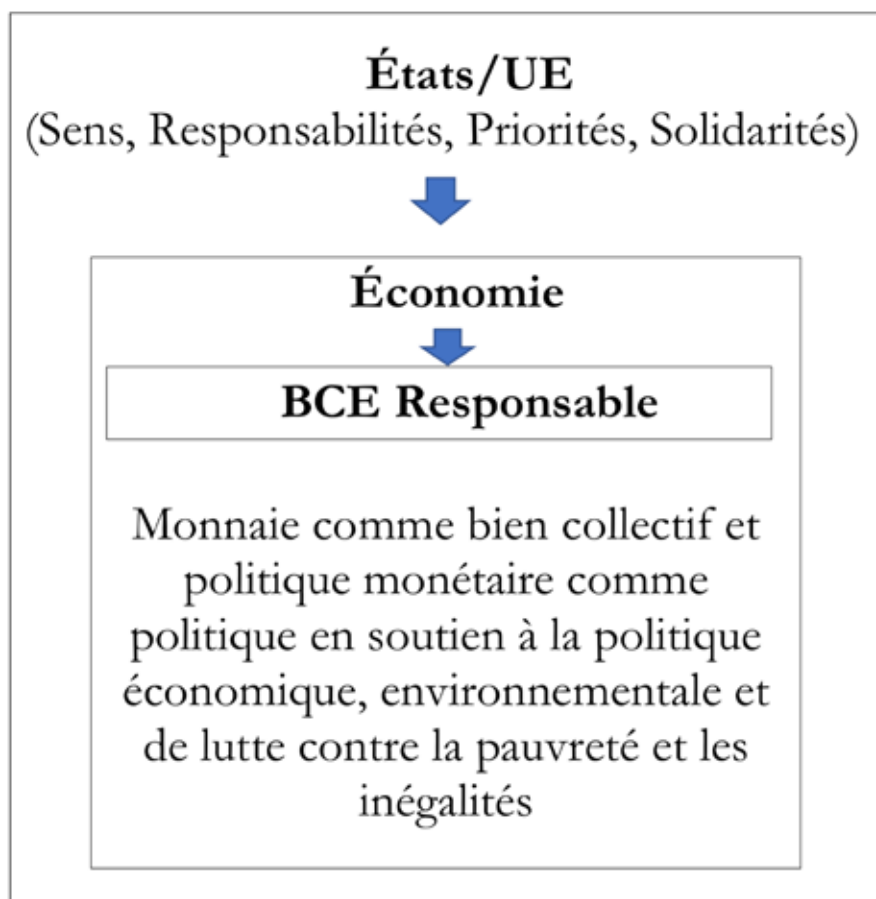 États/UE
(Sens, Responsabilités, Priorités, Solidarités)
Économie
BCE Responsable
Monnaie comme bien collectif et
politique monétaire comme
politique en soutien à la politique
économique, environnementale et
de lutte contre la pauvreté et les
inégalités